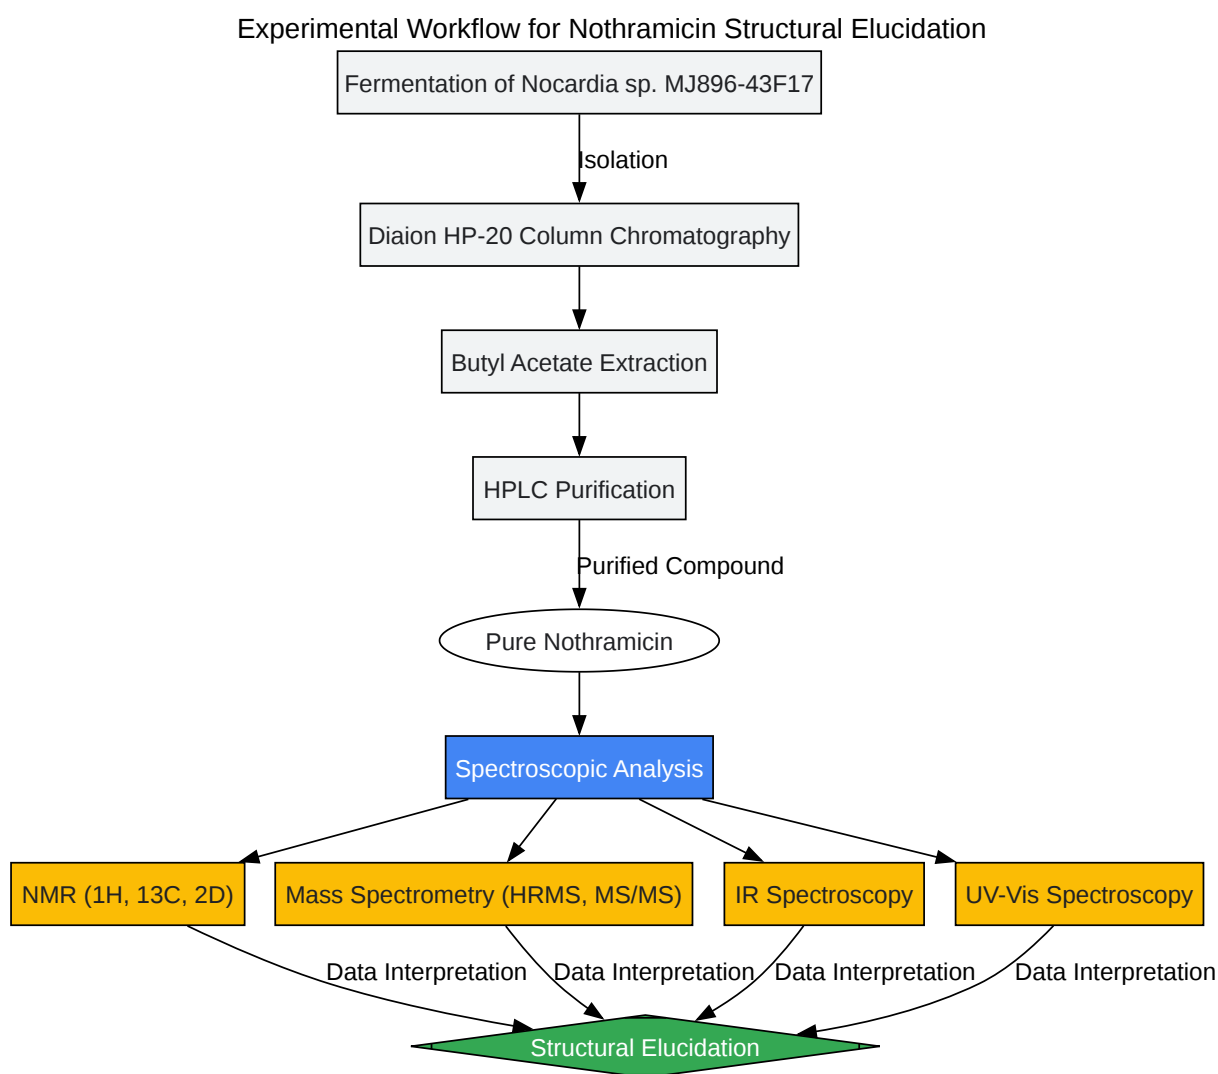 Experimental Workflow for Nothramicin Structural Elucidation
Fermentation of Nocardia sp. MJ896-43F17
Isolation
Diaion HP-20 Column Chromatography
Butyl Acetate Extraction
HPLC Purification
Purified Compound
Pure Nothramicin
Spectroscopic Analysis
NMR (1H, 13C, 2D)
Mass Spectrometry (HRMS, MS/MS)
IR Spectroscopy
UV-Vis Spectroscopy
Data Interpretation
Data Interpretation
Data Interpretation
Data Interpretation
Structural Elucidation